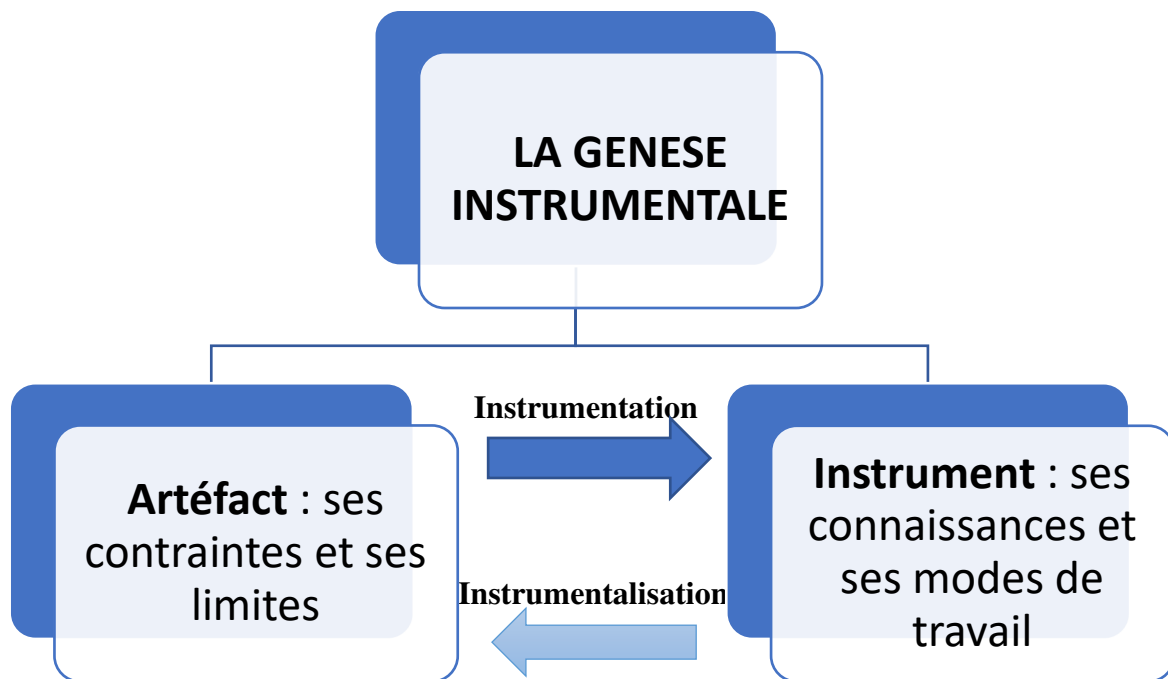 LA GENESE
INSTRUMENTALE
Instrumentation
Artéfact : ses
contraintes et ses
limites
Instrumentalisation
Instrument : ses
connaissances et
ses modes de
travail